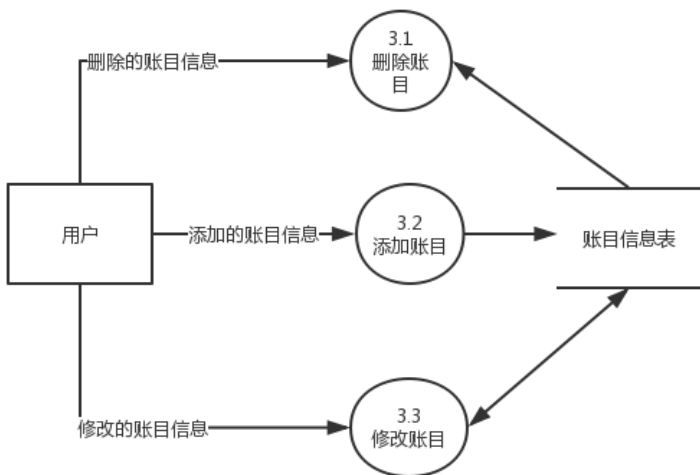 删除的账目信息
3.1
删除账
目
用户
添加的账目信息
3.2
添加账目
账目信息表
修改的账目信息
3.3
修改账目